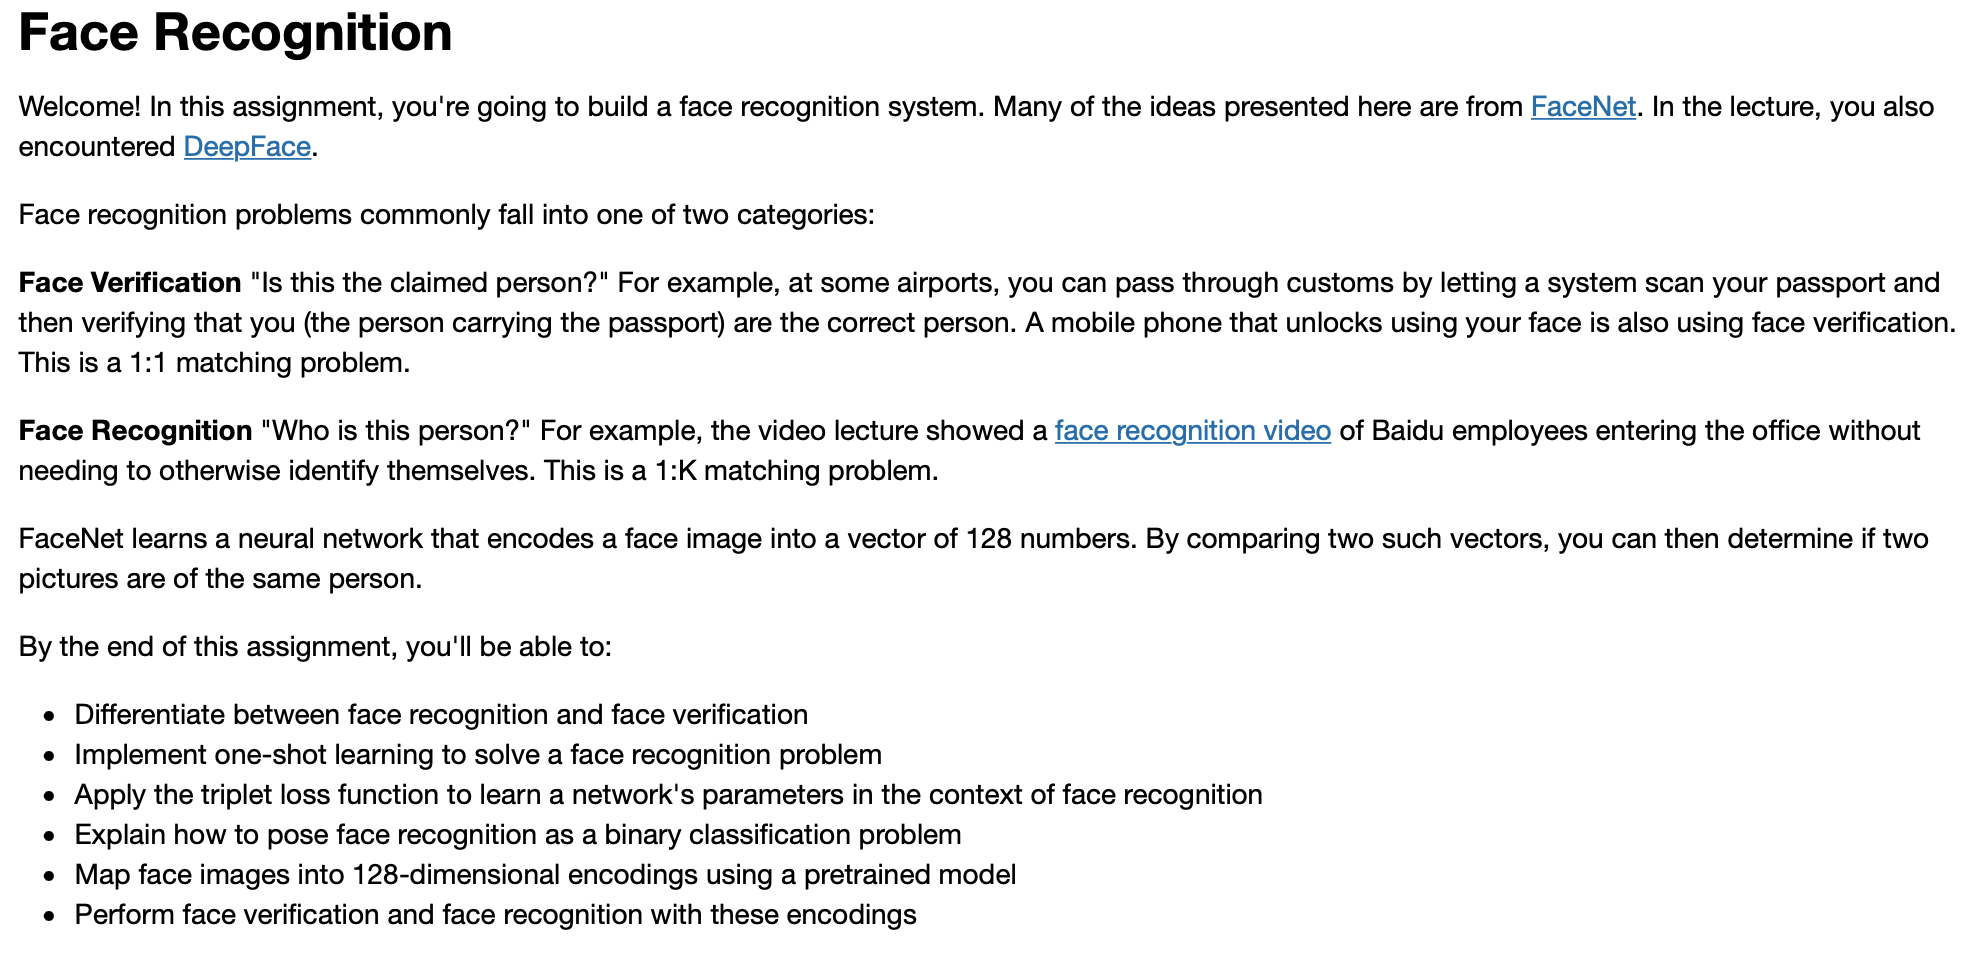 Face Recognition
Welcome! In this assignment, you're going to build a face recognition system. Many of the ideas presented here are from FaceNet. In the lecture, you also
encountered DeepFace.
Face recognition problems commonly fall into one of two categories:
Face Verification "Is this the claimed person?" For example, at some airports, you can pass through customs by letting a system scan your passport and
then verifying that you (the person carrying the passport) are the correct person. A mobile phone that unlocks using your face is also using face verification.
This is a 1:1 matching problem.
Face Recognition "Who is this person?" For example, the video lecture showed a face recognition video of Baidu employees entering the office without
needing to otherwise identify themselves. This is a 1:K matching problem.
FaceNet learns a neural network that encodes a face image into a vector of 128 numbers. By comparing two such vectors, you can then determine if two
pictures are of the same person.
By the end of this assignment, you'll be able to:
• Differentiate between face recognition and face verification
• Implement one-shot learning to solve a face recognition problem
• Apply the triplet loss function to learn a network's parameters in the context of face recognition
• Explain how to pose face recognition as a binary classification problem
• Map face images into 128-dimensional encodings using a pretrained model
• Perform face verification and face recognition with these encodings